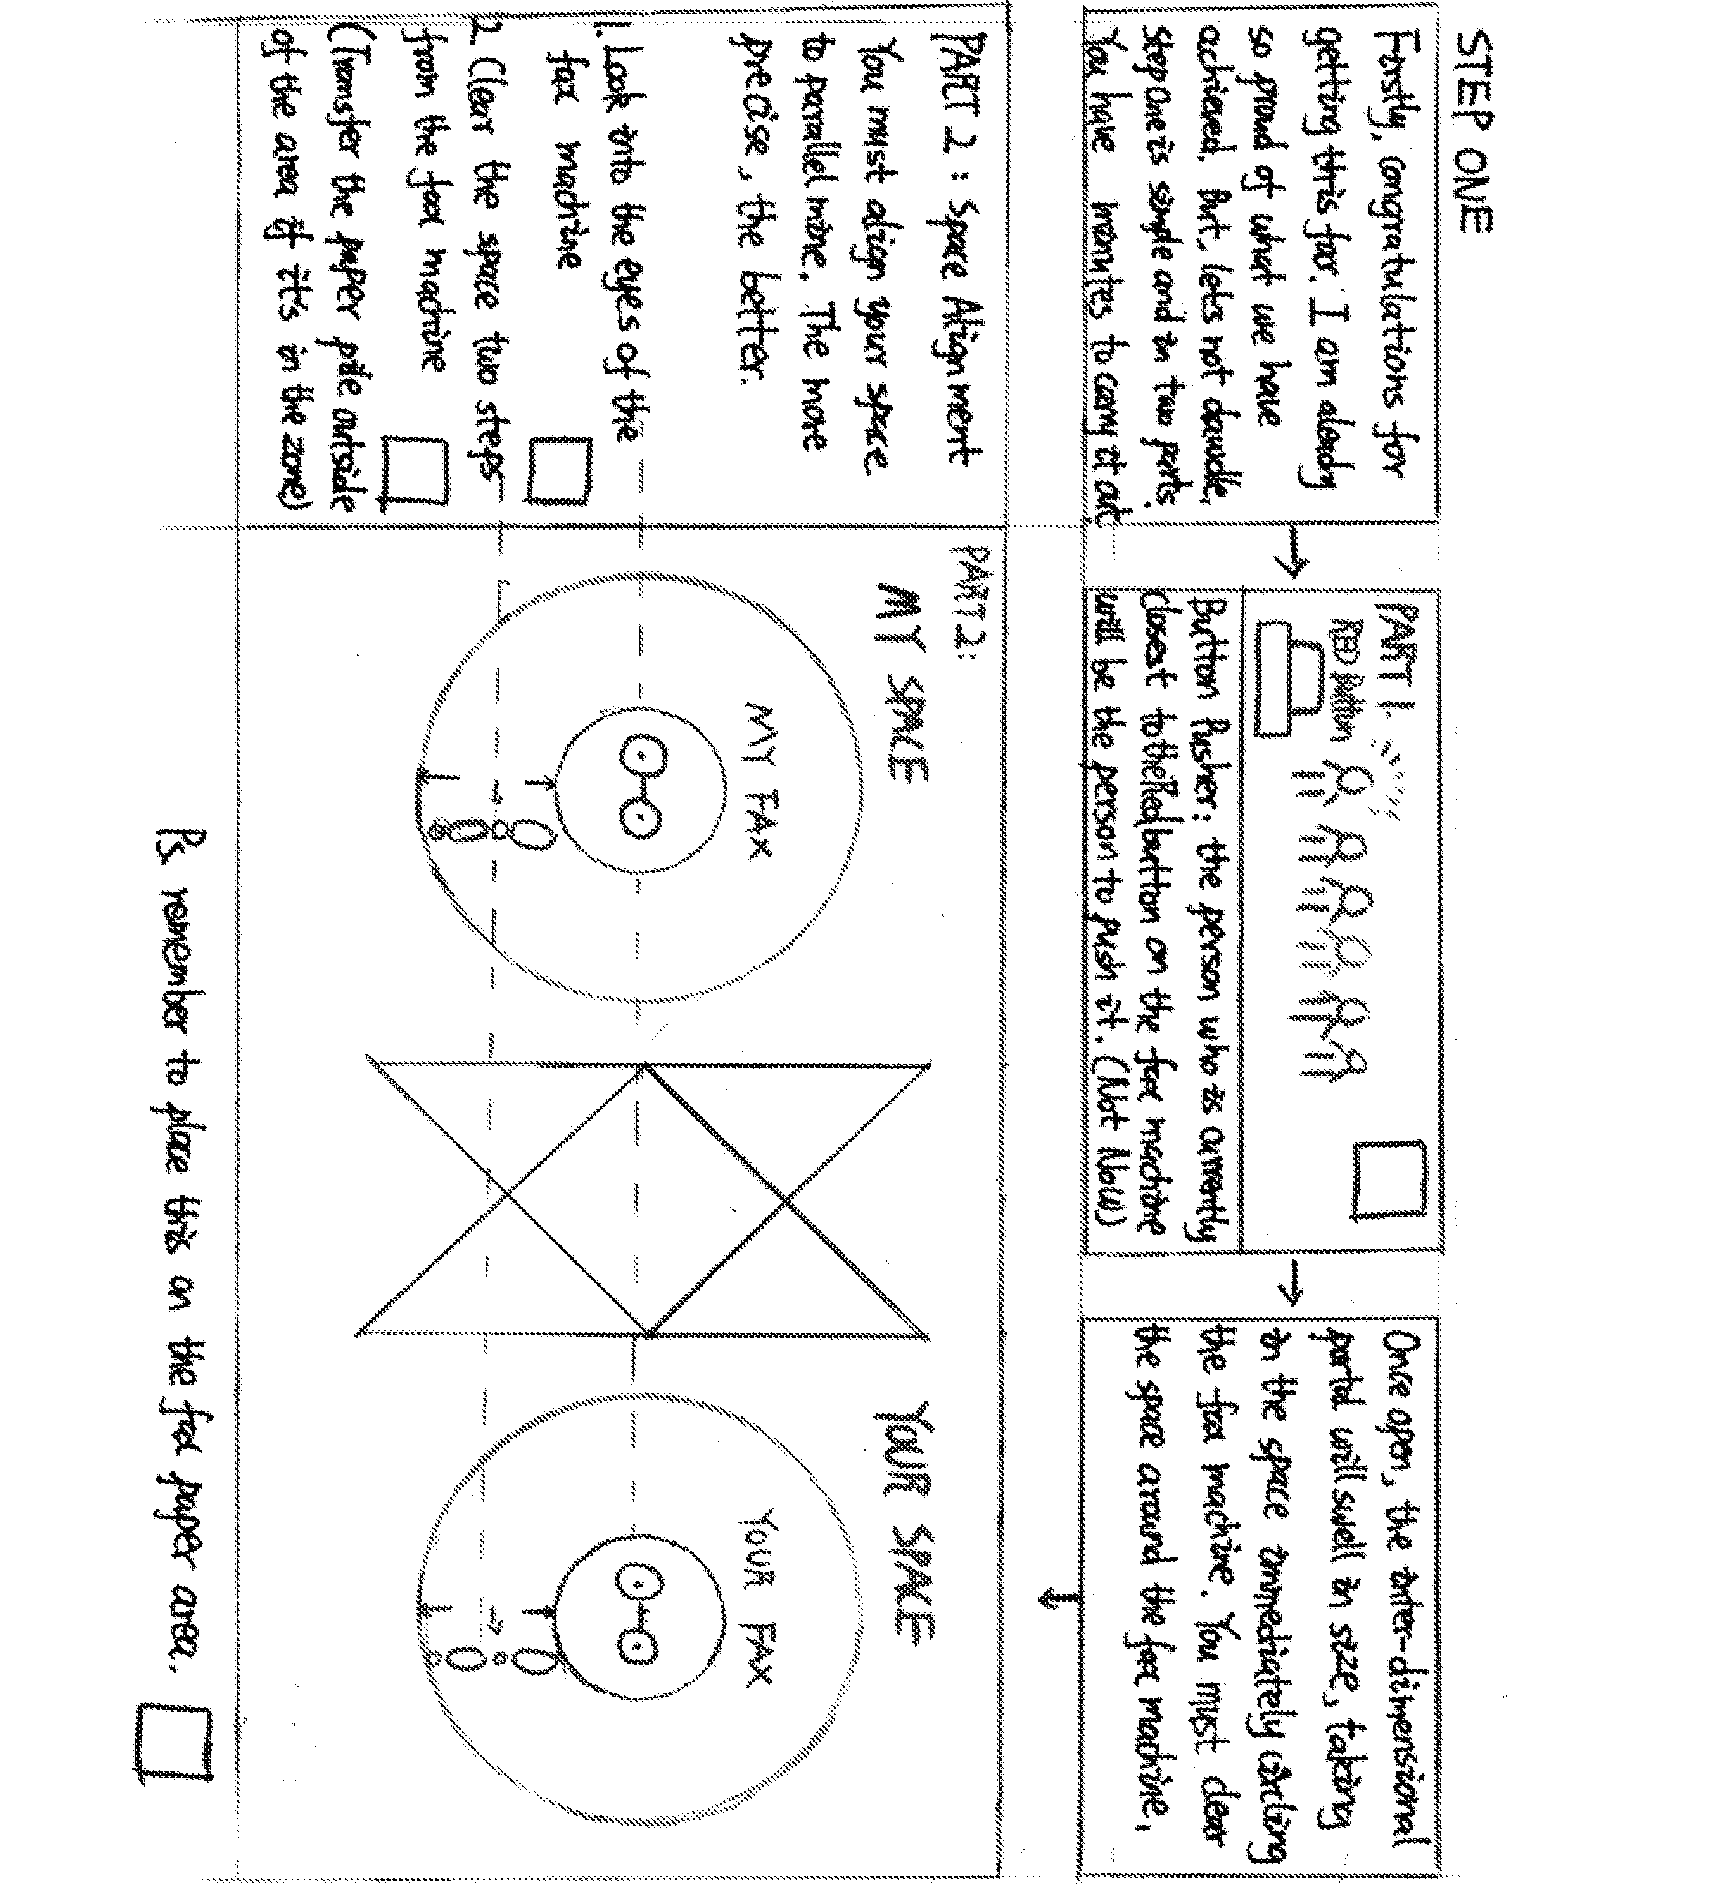 STEP ONE
Firstly, congratulations for
getting this far. I am already
so proud of what we have
achieved. But, lets not dawdle.
Step one is simple and in two parts.
You have minutes to carry it out
PART 1.
RED Button
Button Pusher: the person who is currently
closest to the Red button on the fax machine
will be the person to push it. (Not Now)
Once open, the inter-dimensional
portal will swell in size, taking
in the space immediately circling
the fax machine. You must clear
the space around the fax machine,
PART 2: Space Alignment
You must align your space
to parallel mine. The more
precise, the better.
1. Look into the eyes of the
fax machine
2. Clear the space two steps
from the fax machine
(Transfer the paper pile outside
of the area if it's in the zone)
PART 2:
MY SPACE
MY FAX
YOUR SPACE
YOUR FAX
Ps. remember to place this on the fax paper area.